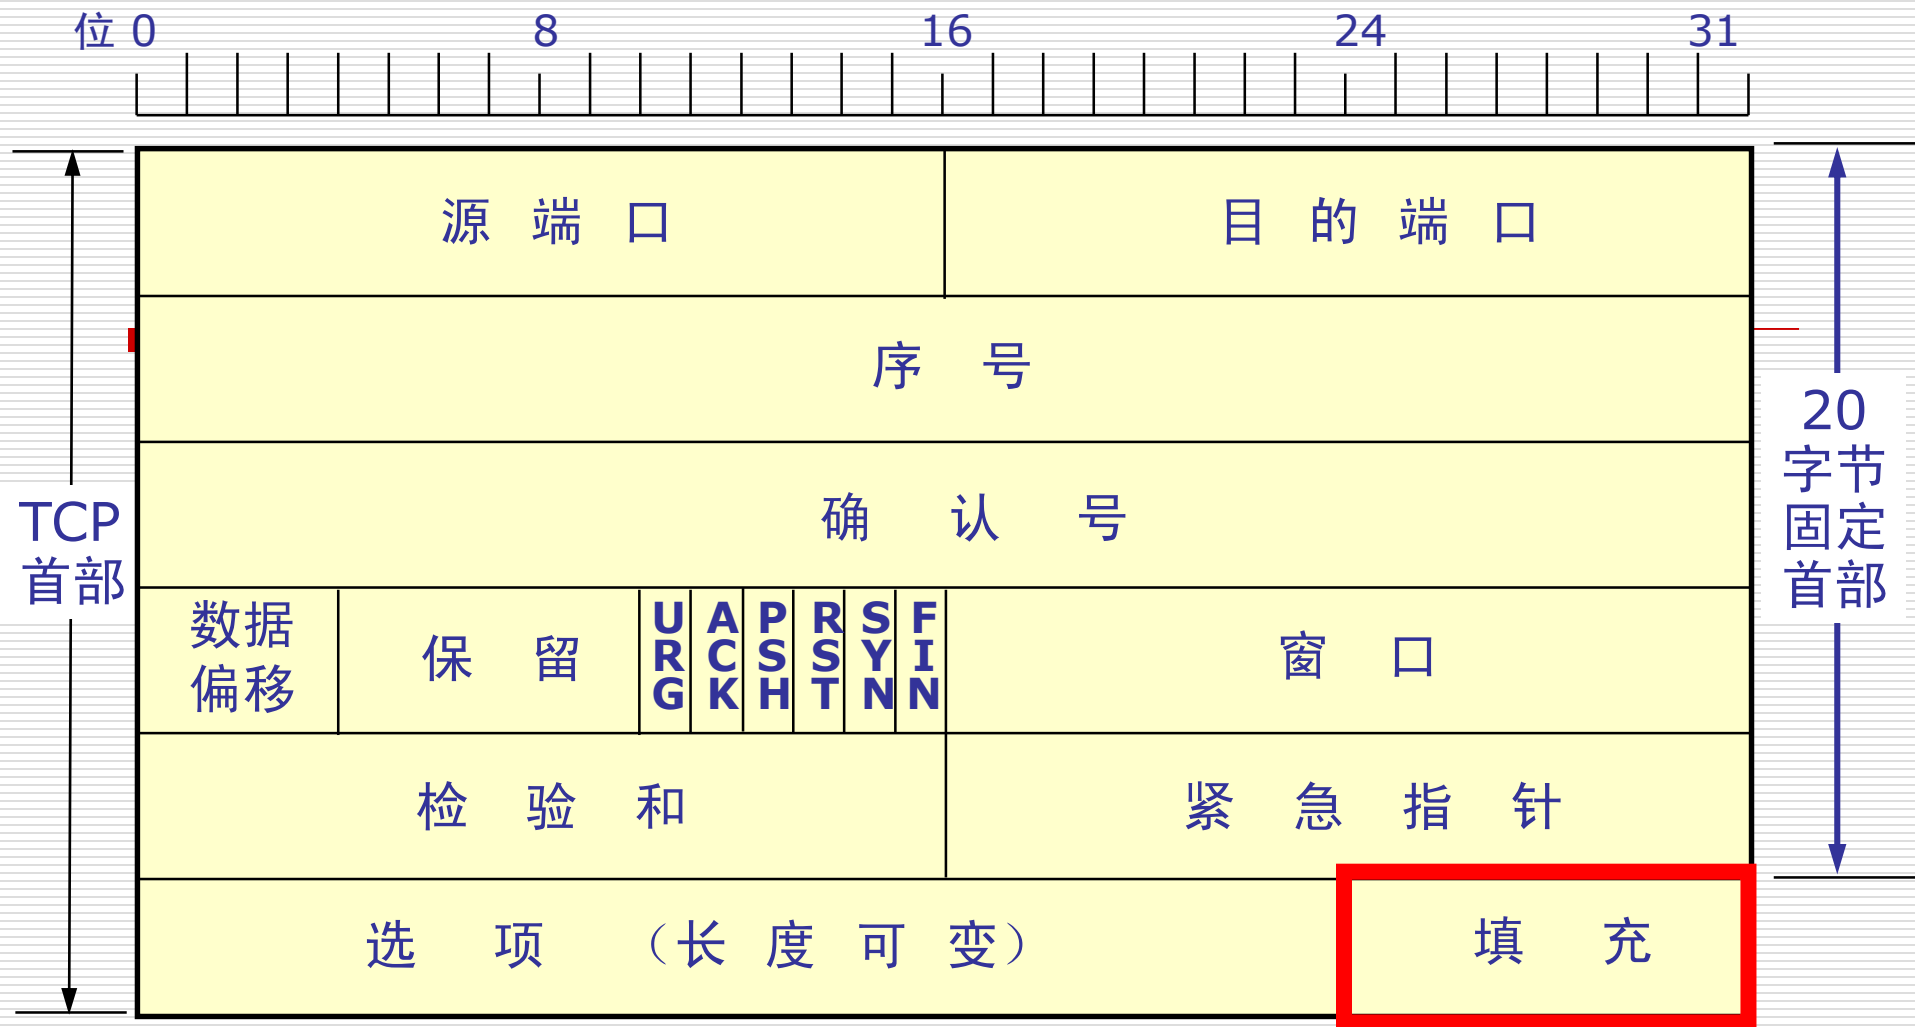 位 0 8 16 24 31
源 端 口 目 的 端 口
序 号
确 认 号
TCP
首部
20
字节
固定
首部
数据
偏移
保 留
URG
ACK
PSH
RST
SYN
FIN
窗 口
检 验 和 紧 急 指 针
选 项 （长 度 可 变） 填 充